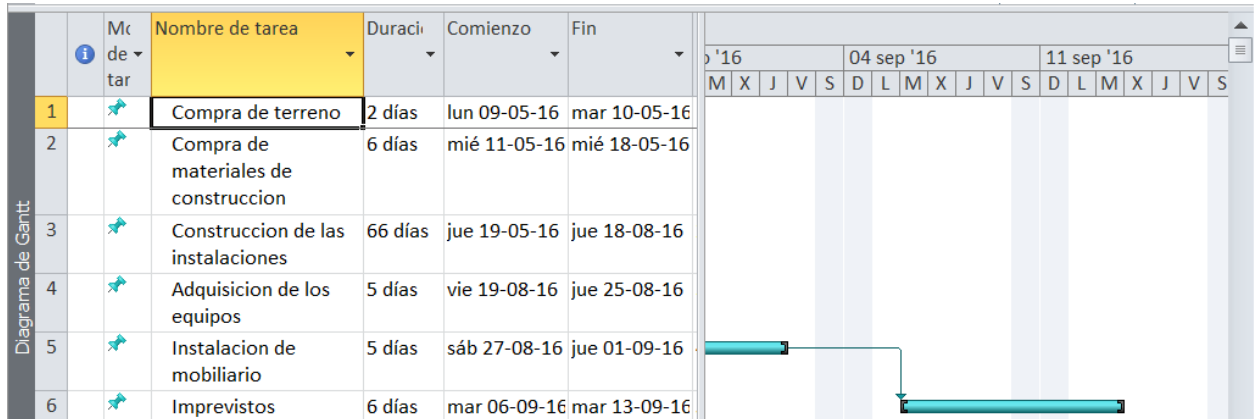 Mo Nombre de tarea Duració Comienzo Fin
de
tar
'16 04 sep '16 11 sep '16
M X J V S D L M X J V S D L M X J V S
1 Compra de terreno 2 días lun 09-05-16 mar 10-05-16
2 Compra de 6 días mié 11-05-16 mié 18-05-16
materiales de
construccion
3 Construccion de las 66 días jue 19-05-16 jue 18-08-16
instalaciones
4 Adquisicion de los 5 días vie 19-08-16 jue 25-08-16
equipos
5 Instalacion de 5 días sáb 27-08-16 jue 01-09-16
mobiliario
6 Imprevistos 6 días mar 06-09-16 mar 13-09-16
Diagrama de Gantt